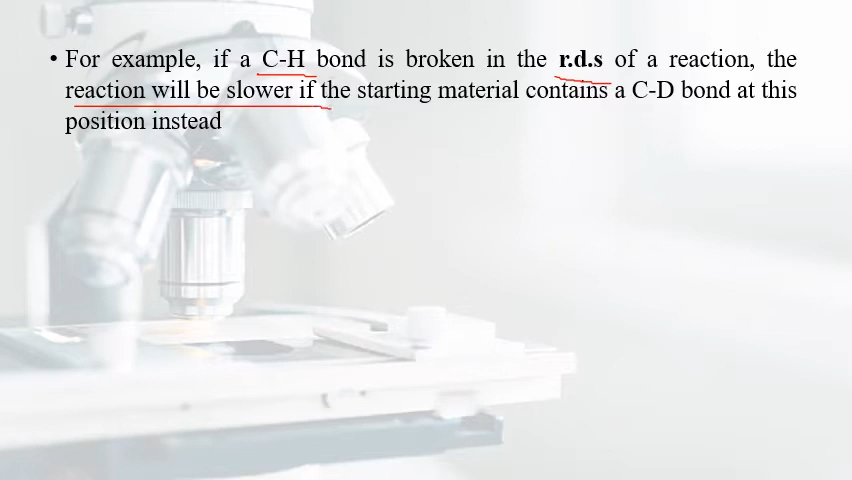 • For example, if a C-H bond is broken in the r.d.s of a reaction, the
reaction will be slower if the starting material contains a C-D bond at this
position instead